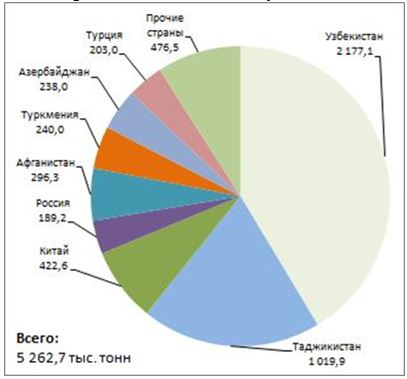 Прочие
страны
476,5
Узбекистан
2 177,1
Турция
203,0
Азербайджан
238,0
Туркмения
240,0
Афганистан
296,3
Россия
189,2
Китай
422,6
Таджикистан
1 019,9
Всего:
5 262,7 тыс. тонн